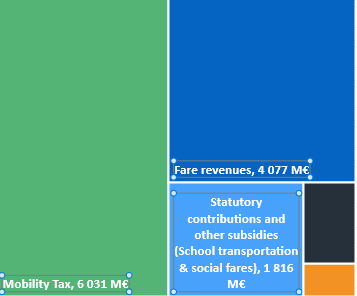 Fare revenues, 4 077 M€
Statutory
contributions and
other subsidies
(School transportation
& social fares), 1 816
M€
Mobility Tax, 6 031 M€